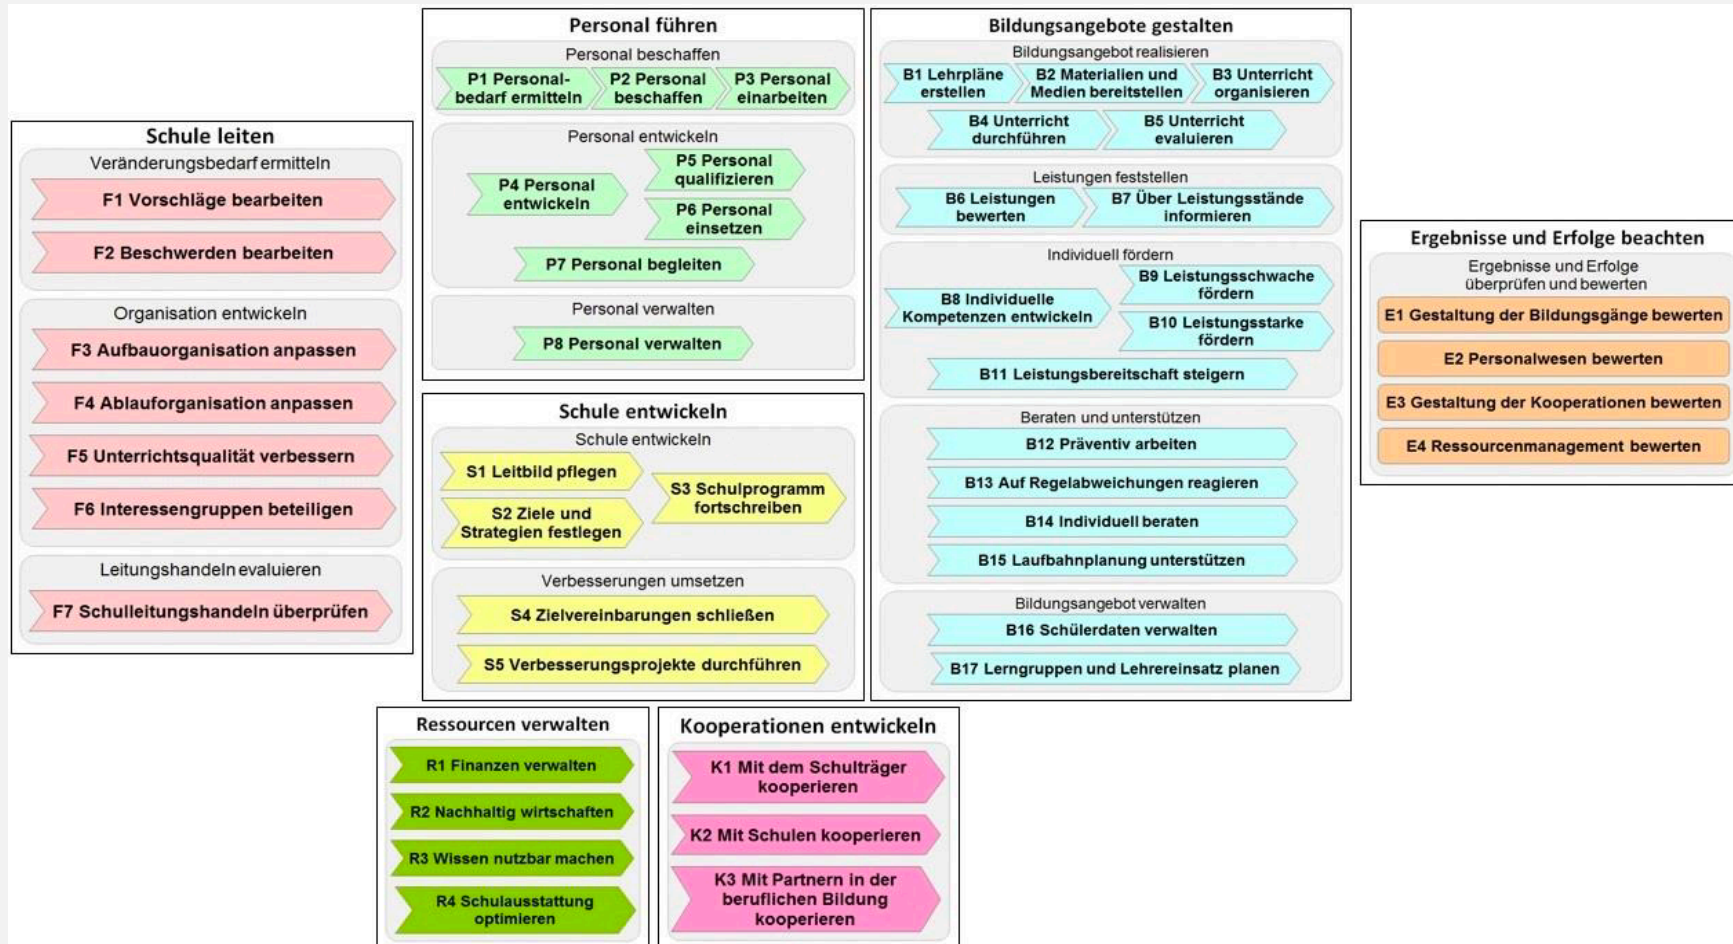 Schule leiten
Veränderungsbedarf ermitteln
F1 Vorschläge bearbeiten
F2 Beschwerden bearbeiten
Organisation entwickeln
F3 Aufbauorganisation anpassen
F4 Ablauforganisation anpassen
F5 Unterrichtsqualität verbessern
F6 Interessengruppen beteiligen
Leitungshandeln evaluieren
F7 Schulleitungshandeln überprüfen
Personal führen
Personal beschaffen
P1 Personal-
bedarf ermitteln
P2 Personal
beschaffen
P3 Personal
einarbeiten
Personal entwickeln
P4 Personal
entwickeln
P5 Personal
qualifizieren
P6 Personal
einsetzen
P7 Personal begleiten
Personal verwalten
P8 Personal verwalten
Schule entwickeln
Schule entwickeln
S1 Leitbild pflegen
S2 Ziele und
Strategien festlegen
S3 Schulprogramm
fortschreiben
Verbesserungen umsetzen
S4 Zielvereinbarungen schließen
S5 Verbesserungsprojekte durchführen
Bildungsangebote gestalten
Bildungsangebot realisieren
B1 Lehrpläne
erstellen
B2 Materialien und
Medien bereitstellen
B3 Unterricht
organisieren
B4 Unterricht
durchführen
B5 Unterricht
evaluieren
Leistungen feststellen
B6 Leistungen
bewerten
B7 Über Leistungsstände
informieren
Individuell fördern
B8 Individuelle
Kompetenzen entwickeln
B9 Leistungsschwache
fördern
B10 Leistungsstarke
fördern
B11 Leistungsbereitschaft steigern
Beraten und unterstützen
B12 Präventiv arbeiten
B13 Auf Regelabweichungen reagieren
B14 Individuell beraten
B15 Laufbahnplanung unterstützen
Bildungsangebot verwalten
B16 Schülerdaten verwalten
B17 Lerngruppen und Lehrereinsatz planen
Ergebnisse und Erfolge beachten
Ergebnisse und Erfolge
überprüfen und bewerten
E1 Gestaltung der Bildungsgänge bewerten
E2 Personalwesen bewerten
E3 Gestaltung der Kooperationen bewerten
E4 Ressourcenmanagement bewerten
Ressourcen verwalten
R1 Finanzen verwalten
R2 Nachhaltig wirtschaften
R3 Wissen nutzbar machen
R4 Schulausstattung
optimieren
Kooperationen entwickeln
K1 Mit dem Schulträger
kooperieren
K2 Mit Schulen kooperieren
K3 Mit Partnern in der
beruflichen Bildung
kooperieren